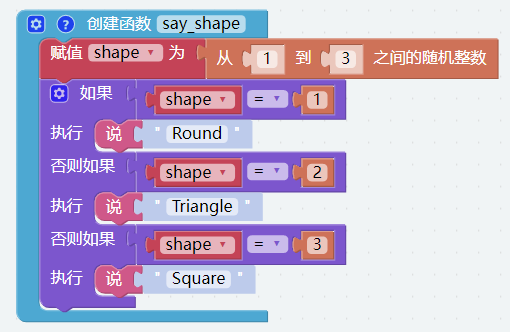 ? 创建函数 say_shape
赋值 shape 为 从 1 到 3 之间的随机整数
如果 shape = 1
执行 说 " Round "
否则如果 shape = 2
执行 说 " Triangle "
否则如果 shape = 3
执行 说 " Square "